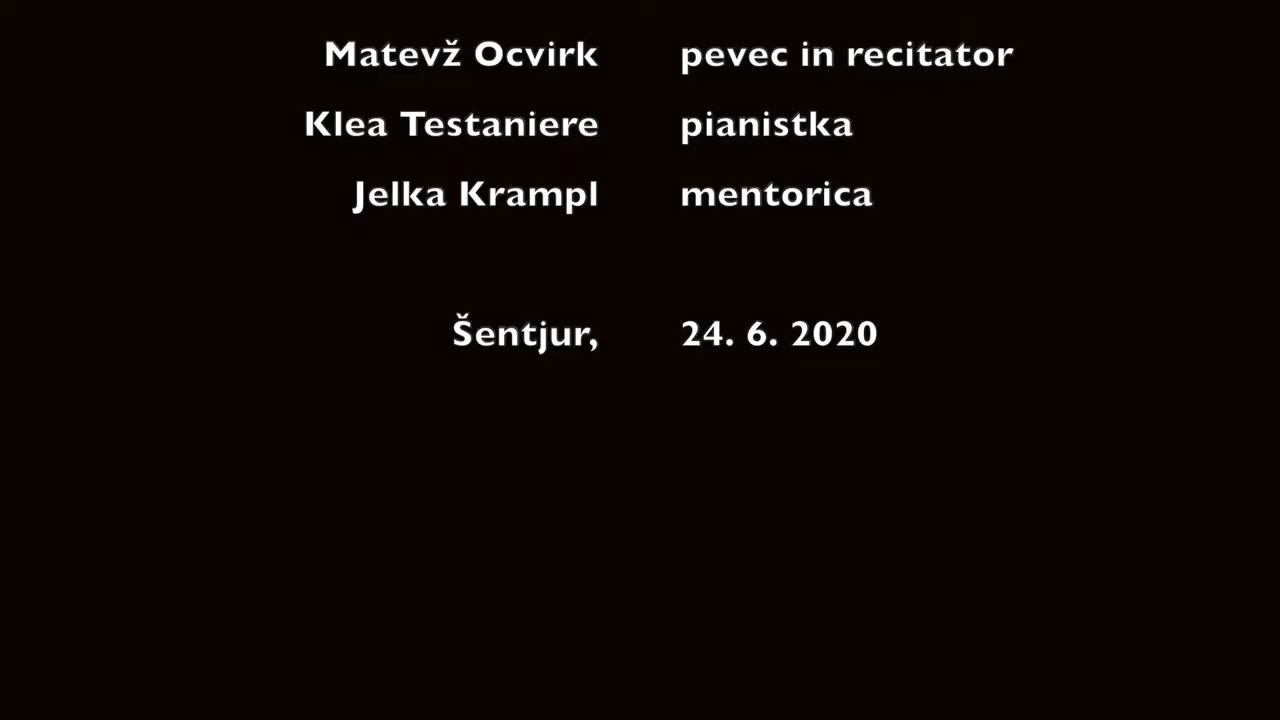 Matevž Ocvirk pevec in recitator
Klea Testaniere pianistka
Jelka Krampl mentorica
Šentjur, 24. 6. 2020